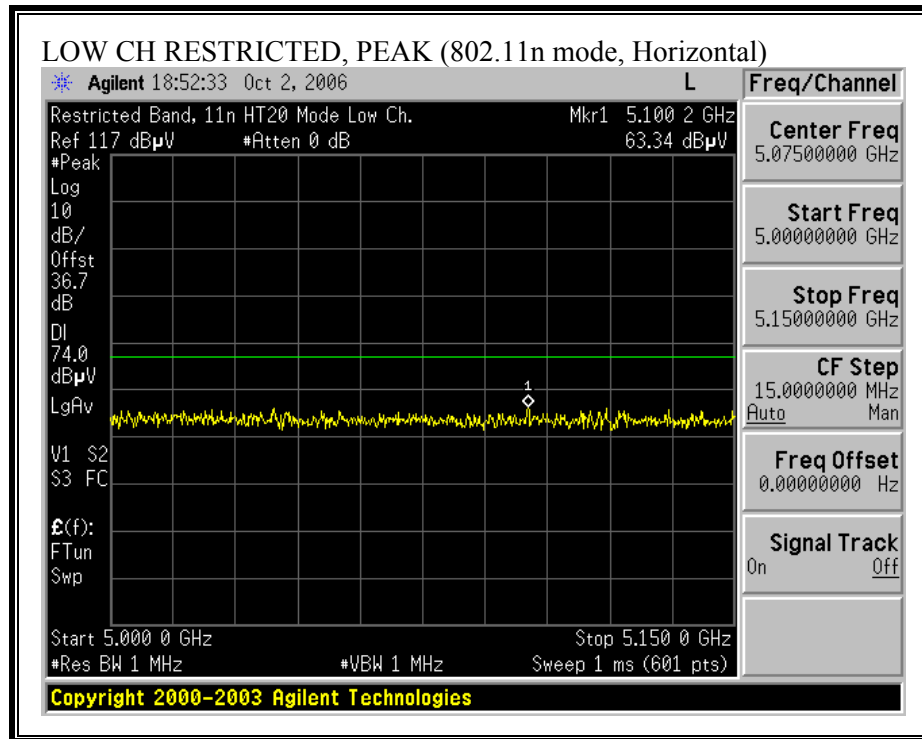 LOW CH RESTRICTED, PEAK (802.11n mode, Horizontal)
Agilent 18:52:33 Oct 2, 2006 L Freq/Channel
Restricted Band, 11n HT20 Mode Low Ch. Mkr1 5.100 2 GHz
Ref 117 dBµV #Atten 0 dB 63.34 dBµV
#Peak
Log
10
dB/
Offst
36.7
dB
DI
74.0
dBµV
LgAv
V1 S2
S3 FC
£(f):
FTun
Swp
1
Start 5.000 0 GHz Stop 5.150 0 GHz
#Res BW 1 MHz #VBW 1 MHz Sweep 1 ms (601 pts)
Center Freq
5.07500000 GHz
Start Freq
5.00000000 GHz
Stop Freq
5.15000000 GHz
CF Step
15.0000000 MHz
Auto Man
Freq Offset
0.00000000 Hz
Signal Track
On Off
Copyright 2000-2003 Agilent Technologies